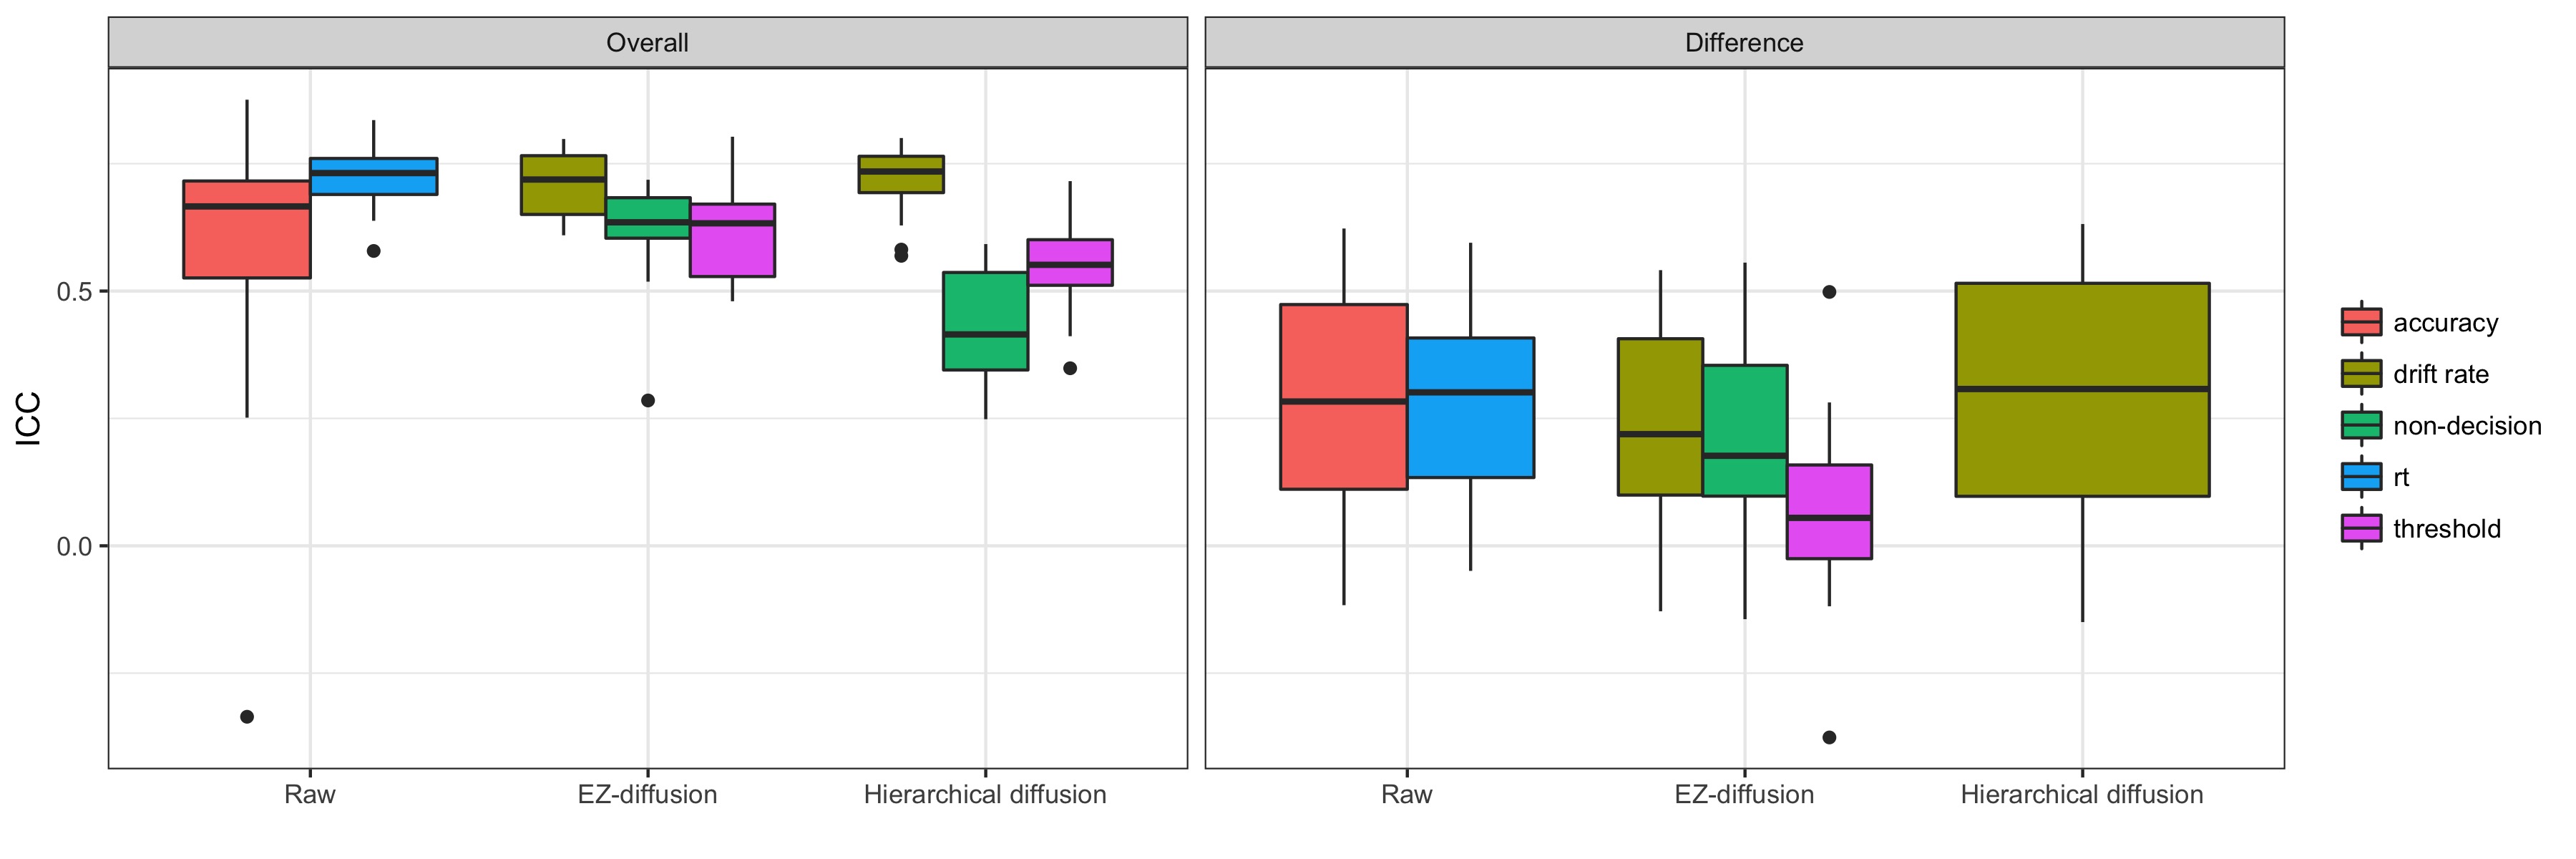 Overall
Difference
ICC
0.5
0.0
Raw
EZ-diffusion
Hierarchical diffusion
Raw
EZ-diffusion
Hierarchical diffusion
accuracy
drift rate
non-decision
rt
threshold